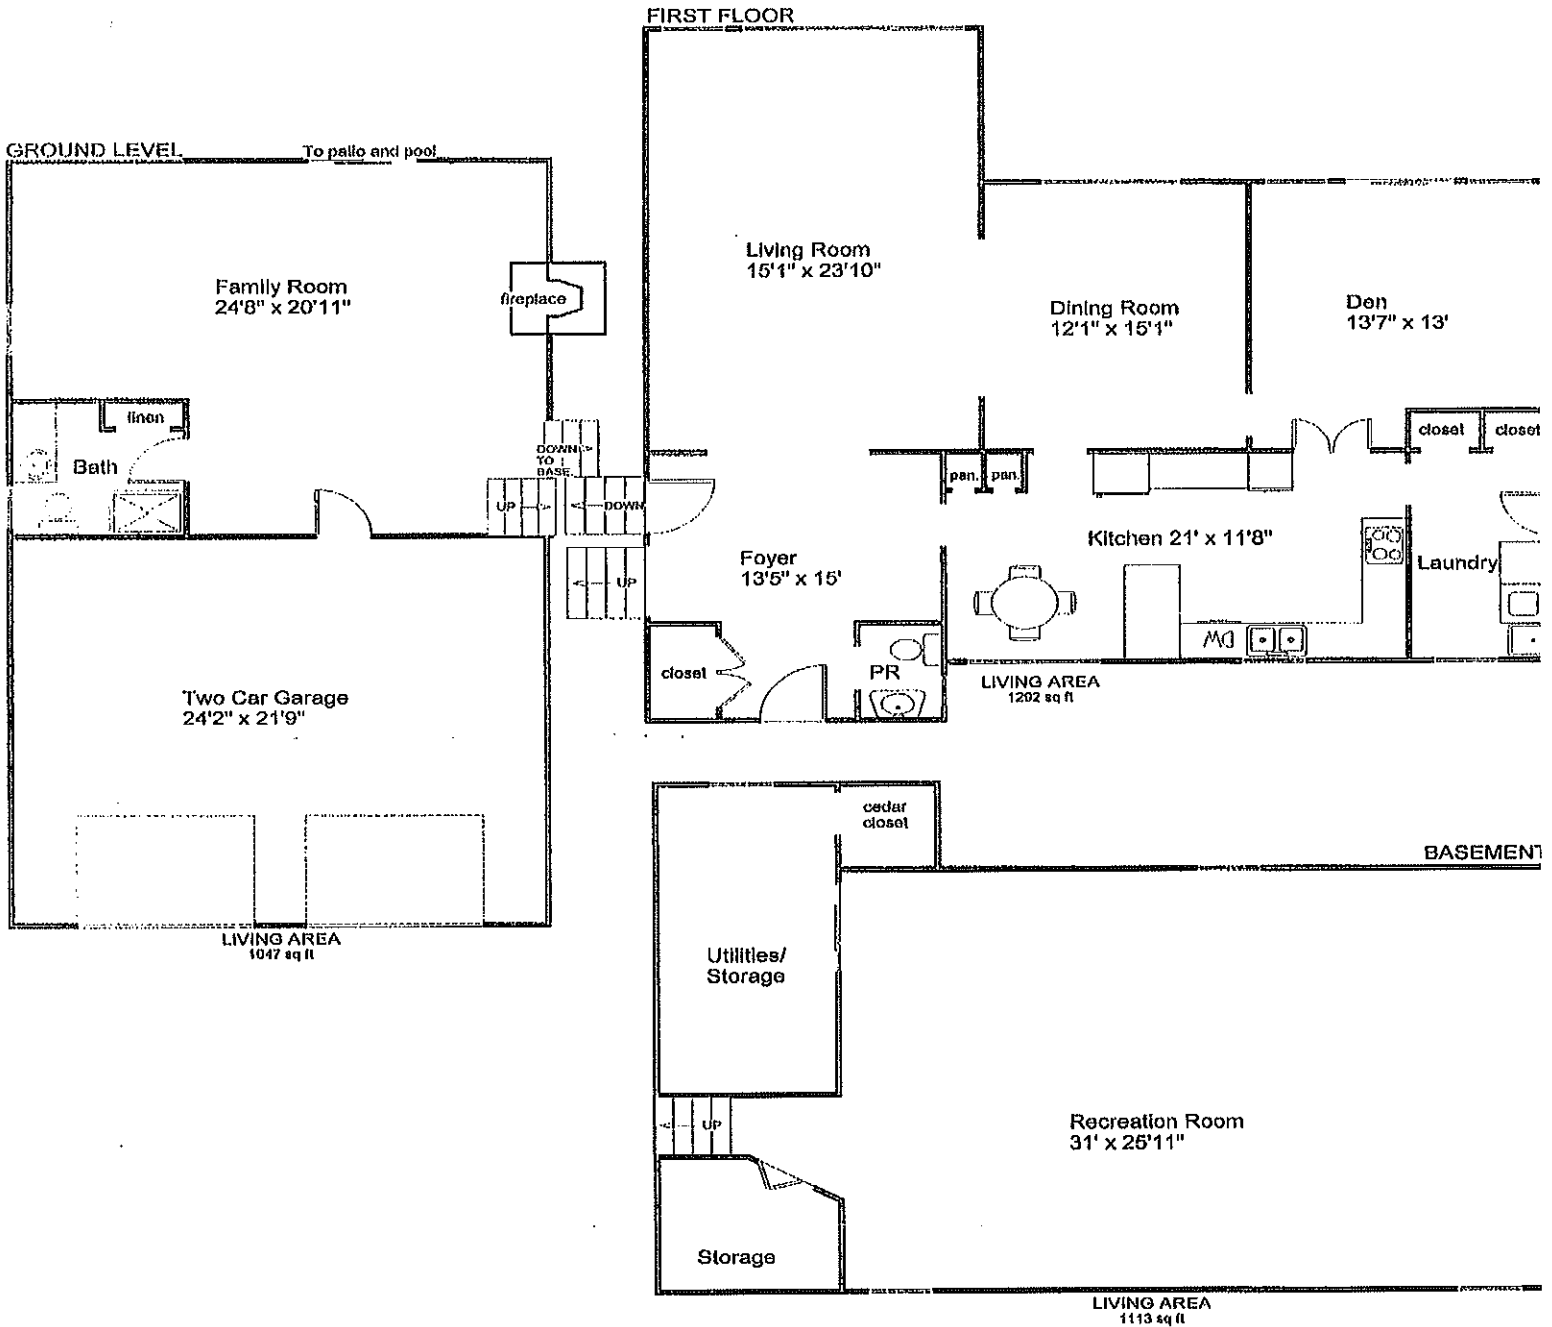 FIRST FLOOR
GROUND LEVEL
To patio and pool
Family Room
24'8" x 20'11"
fireplace
linen
Bath
DOWN
TO
BASE.
UP
DOWN
UP
Two Car Garage
24'2" x 21'9"
LIVING AREA
1047 sq ft
Living Room
15'1" x 23'10"
Dining Room
12'1" x 15'1"
Den
13'7" x 13'
closet
closet
pan.
pan.
Kitchen 21' x 11'8"
Foyer
13'5" x 15'
Laundry
closet
PR
DW
LIVING AREA
1202 sq ft
cedar
closet
BASEMENT
Utilities/
Storage
UP
Recreation Room
31' x 25'11"
Storage
LIVING AREA
1113 sq ft